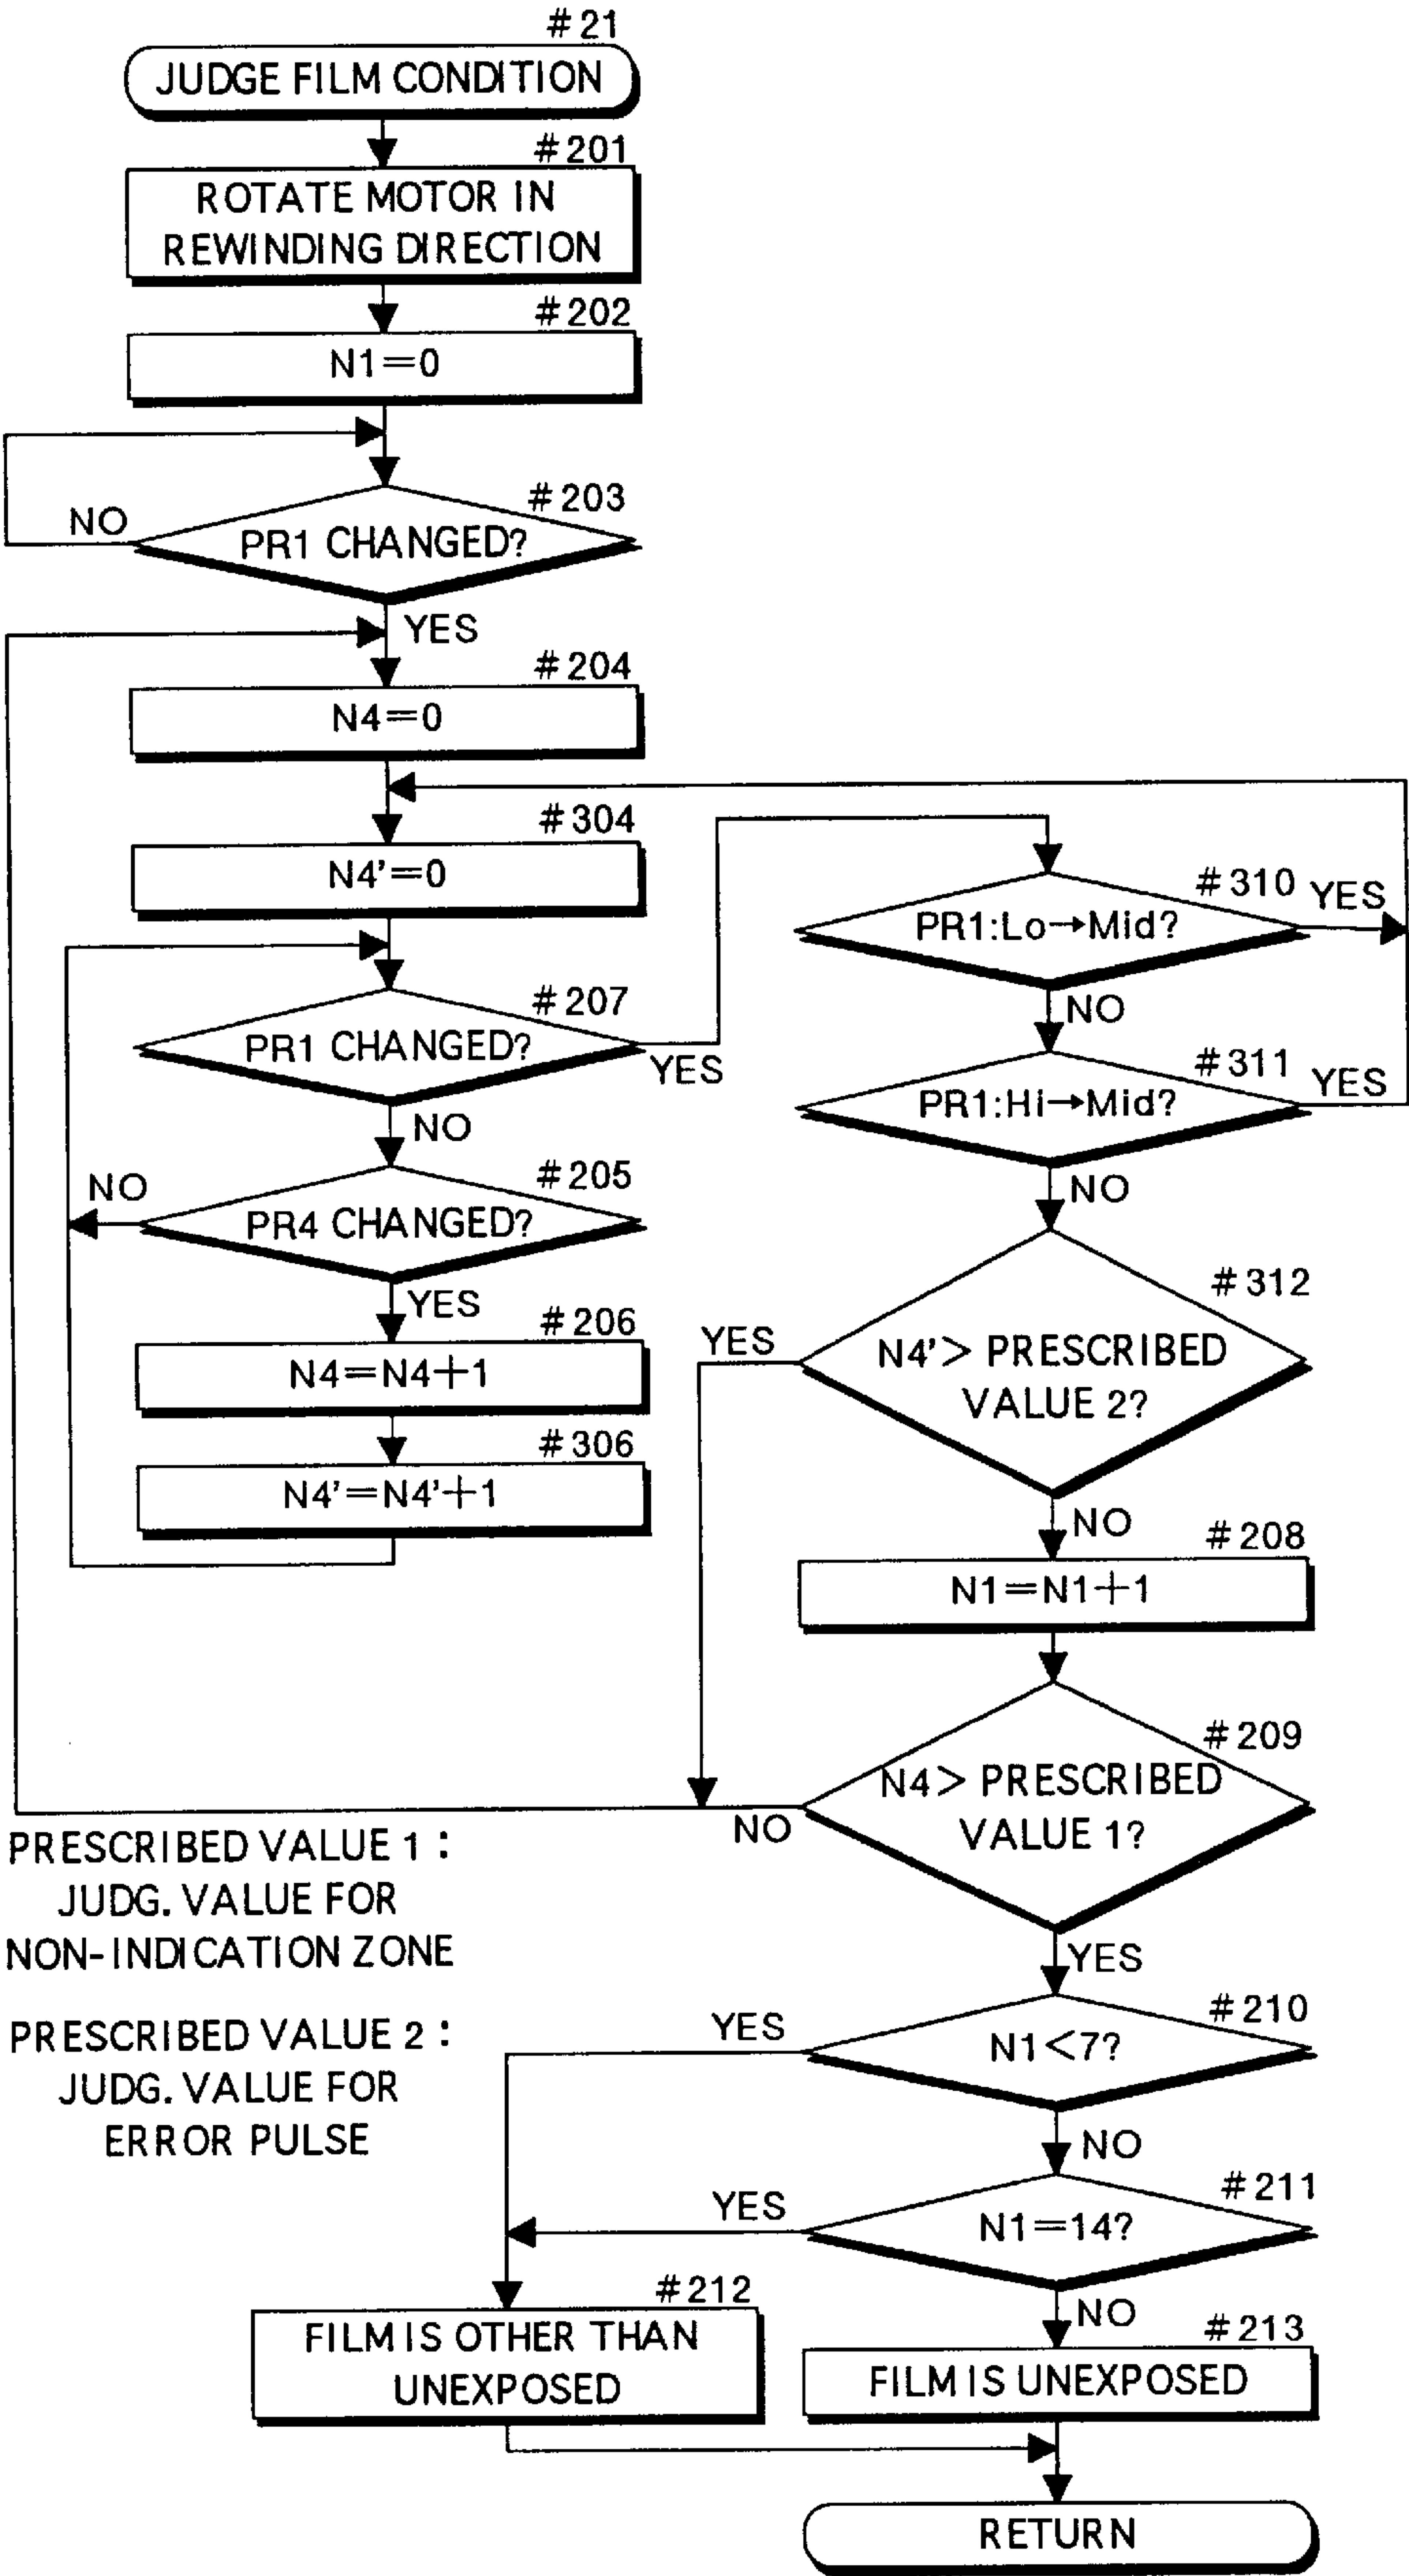 #21
JUDGE FILM CONDITION
#201
ROTATE MOTOR IN
REWINDING DIRECTION
#202
N1=0
#203
NO
PR1 CHANGED?
YES
#204
N4=0
#304
N4'=0
#207
PR1 CHANGED?
YES
NO
#205
NO
PR4 CHANGED?
YES
#206
N4=N4+1
#306
N4'=N4'+1
#310
YES
PR1:Lo→Mid?
NO
#311
YES
PR1:Hi→Mid?
NO
#312
YES
N4'> PRESCRIBED
VALUE 2?
NO
#208
N1=N1+1
#209
N4> PRESCRIBED
VALUE 1?
NO
YES
PRESCRIBED VALUE 1 :
JUDG. VALUE FOR
NON-INDICATION ZONE
PRESCRIBED VALUE 2 :
JUDG. VALUE FOR
ERROR PULSE
#210
YES
N1<7?
NO
#211
YES
N1=14?
NO
#212
FILM IS OTHER THAN
UNEXPOSED
#213
FILM IS UNEXPOSED
RETURN